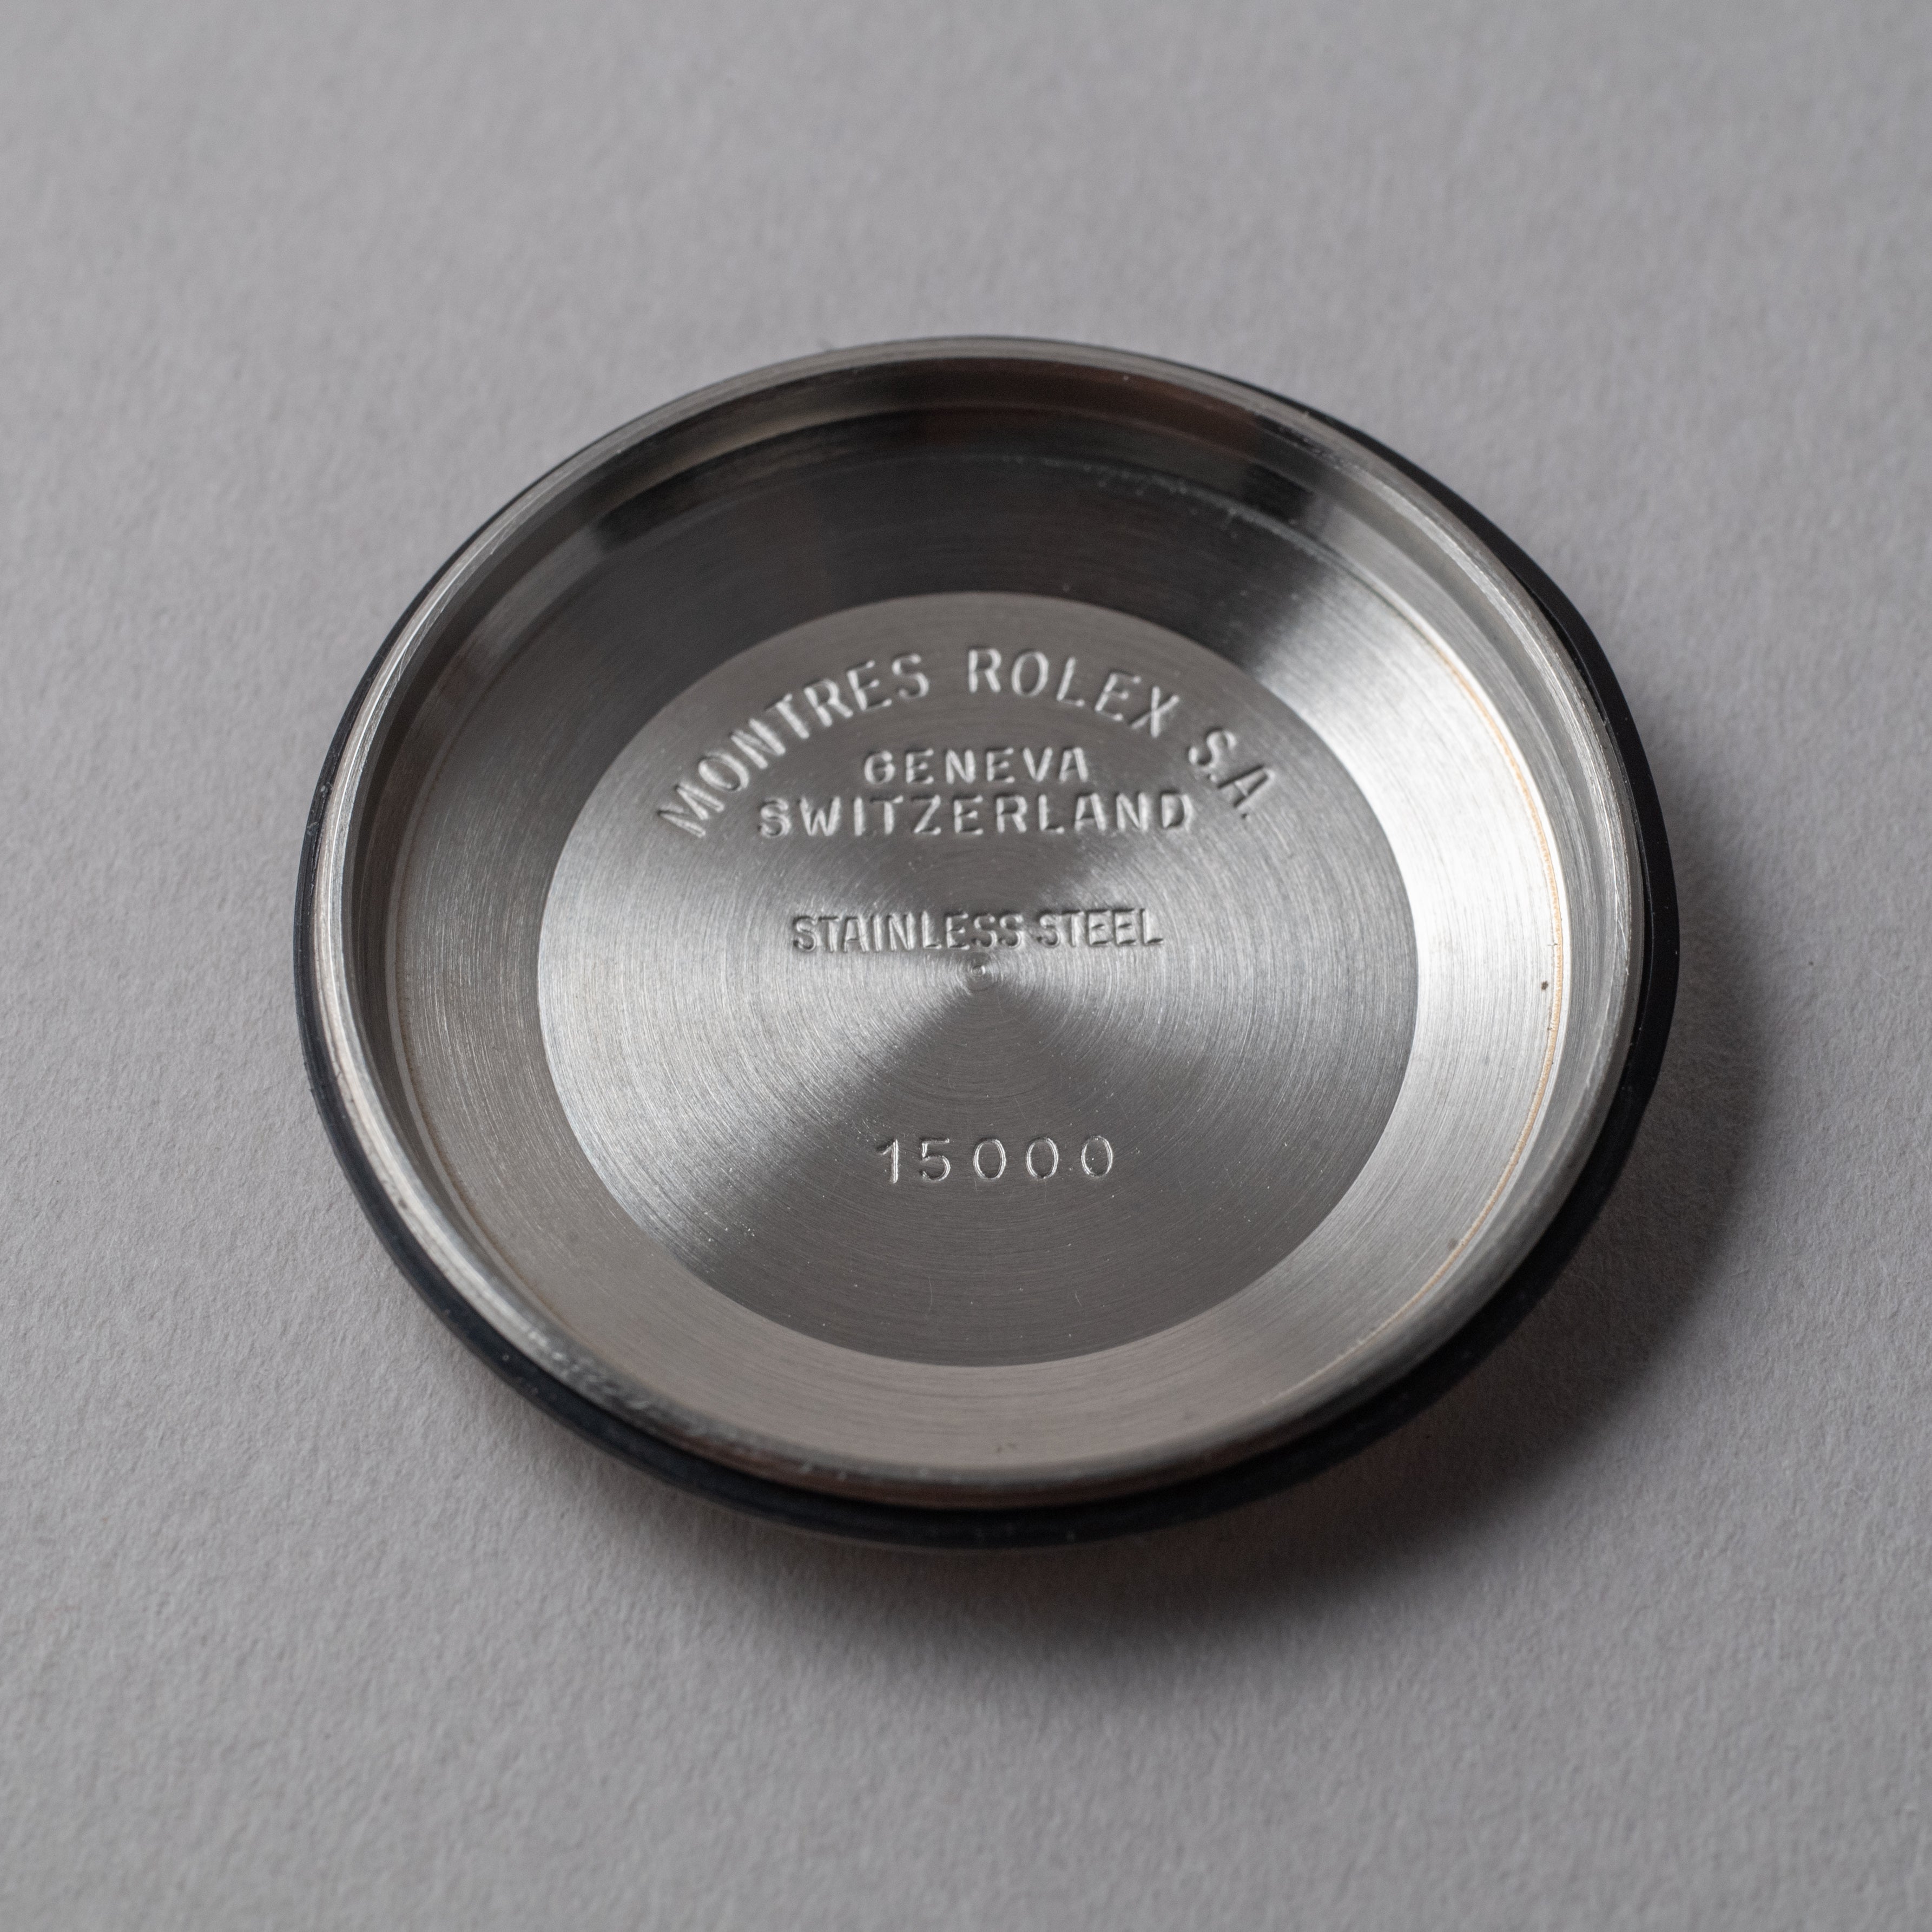 MONTRES ROLEX S.A.
GENEVA
SWITZERLAND
STAINLESS STEEL
15000